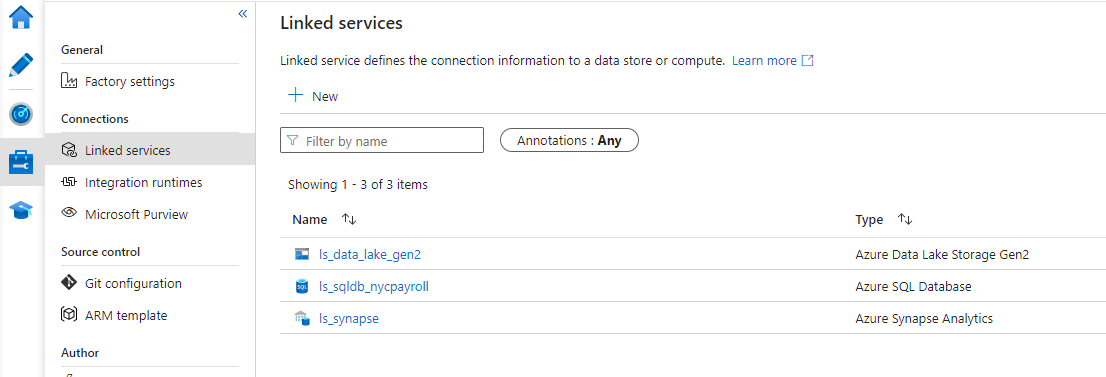 General
Factory settings
Connections
Linked services
Integration runtimes
Microsoft Purview
Source control
Git configuration
ARM template
Author
Linked services
Linked service defines the connection information to a data store or compute. Learn more
New
Filter by name
Annotations : Any
Showing 1 - 3 of 3 items
Name Type
ls_data_lake_gen2 Azure Data Lake Storage Gen2
SQL ls_sqldb_nycpayroll Azure SQL Database
ls_synapse Azure Synapse Analytics